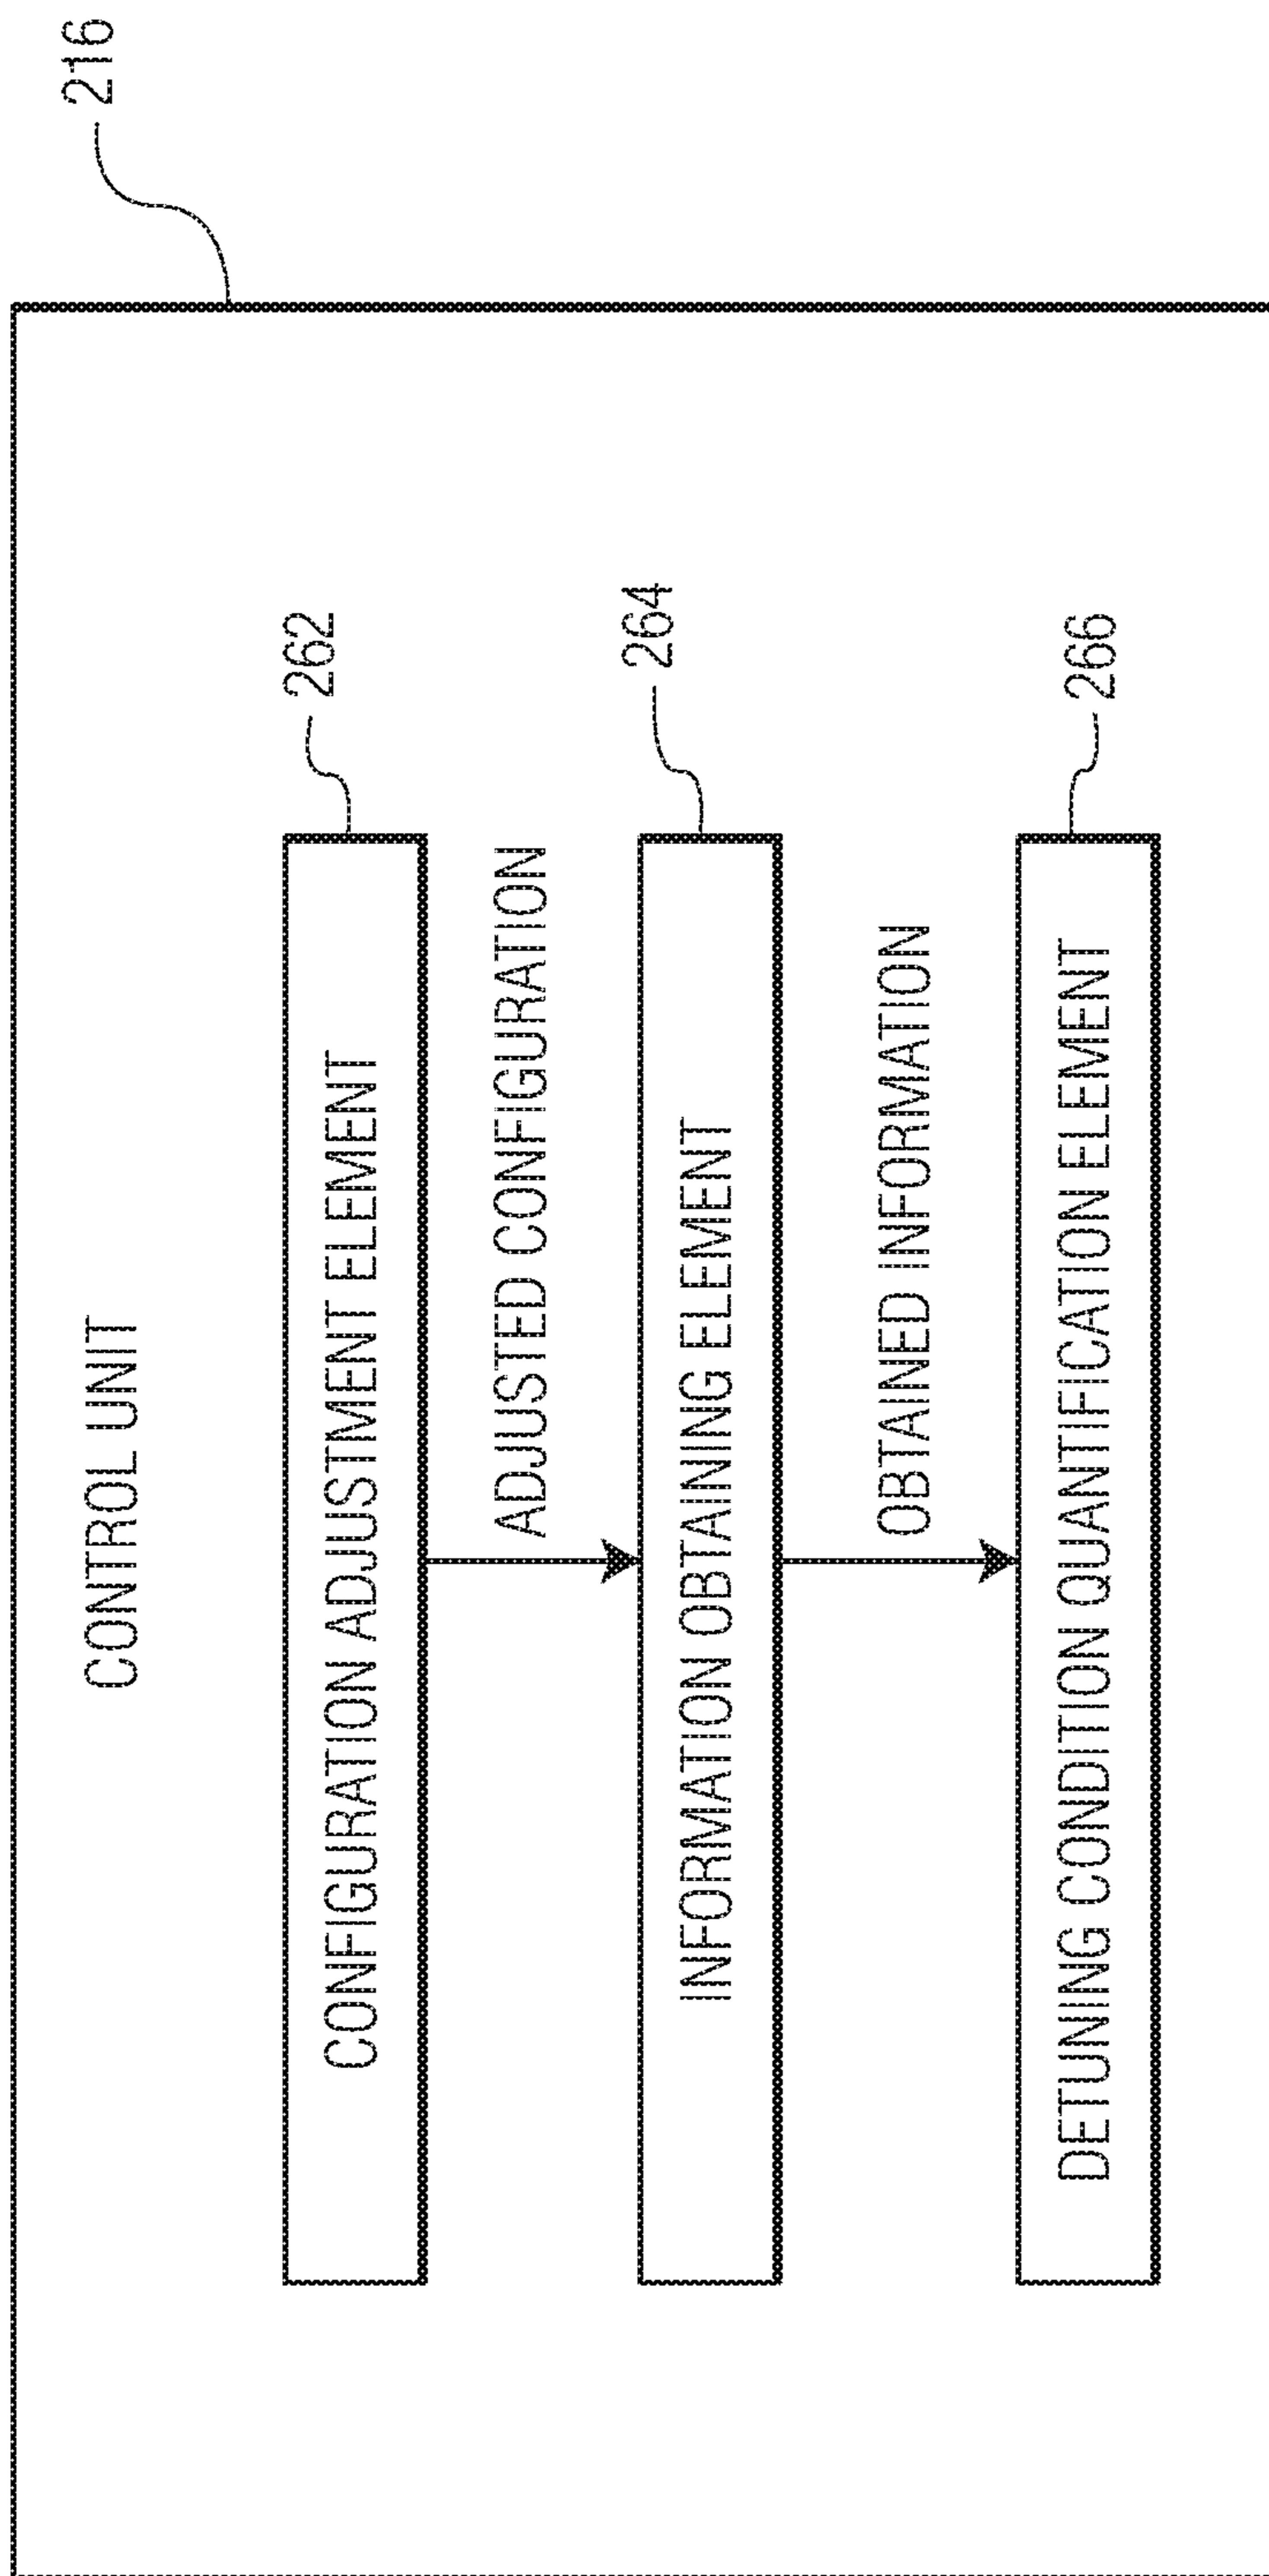 216
CONTROL UNIT
262
CONFIGURATION ADJUSTMENT ELEMENT
ADJUSTED CONFIGURATION
264
INFORMATION OBTAINING ELEMENT
OBTAINED INFORMATION
266
DETUNING CONDITION QUANTIFICATION ELEMENT